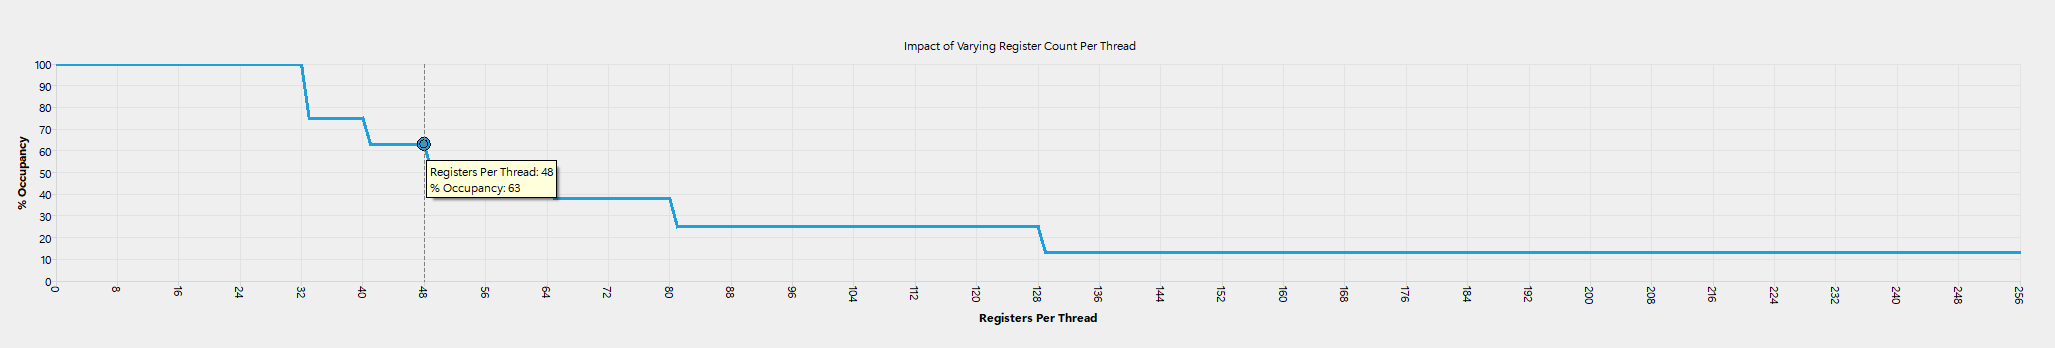 Impact of Varying Register Count Per Thread
100
90
80
70
60
50
40
30
20
10
0
% Occupancy
Registers Per Thread: 48
% Occupancy: 63
0 8 16 24 32 40 48 56 64 72 80 88 96 104 112 120 128 136 144 152 160 168 176 184 192 200 208 216 224 232 240 248 256
Registers Per Thread